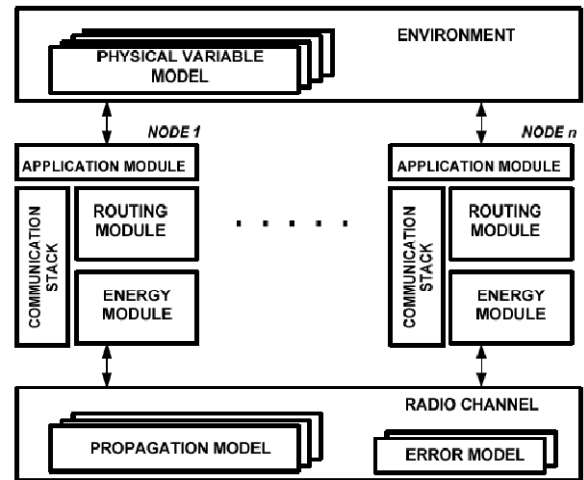 ENVIRONMENT
PHYSICAL VARIABLE
MODEL
NODE 1
NODE n
APPLICATION MODULE
APPLICATION MODULE
COMMUNICATION
STACK
ROUTING
MODULE
ENERGY
MODULE
COMMUNICATION
STACK
ROUTING
MODULE
ENERGY
MODULE
RADIO CHANNEL
PROPAGATION MODEL
ERROR MODEL